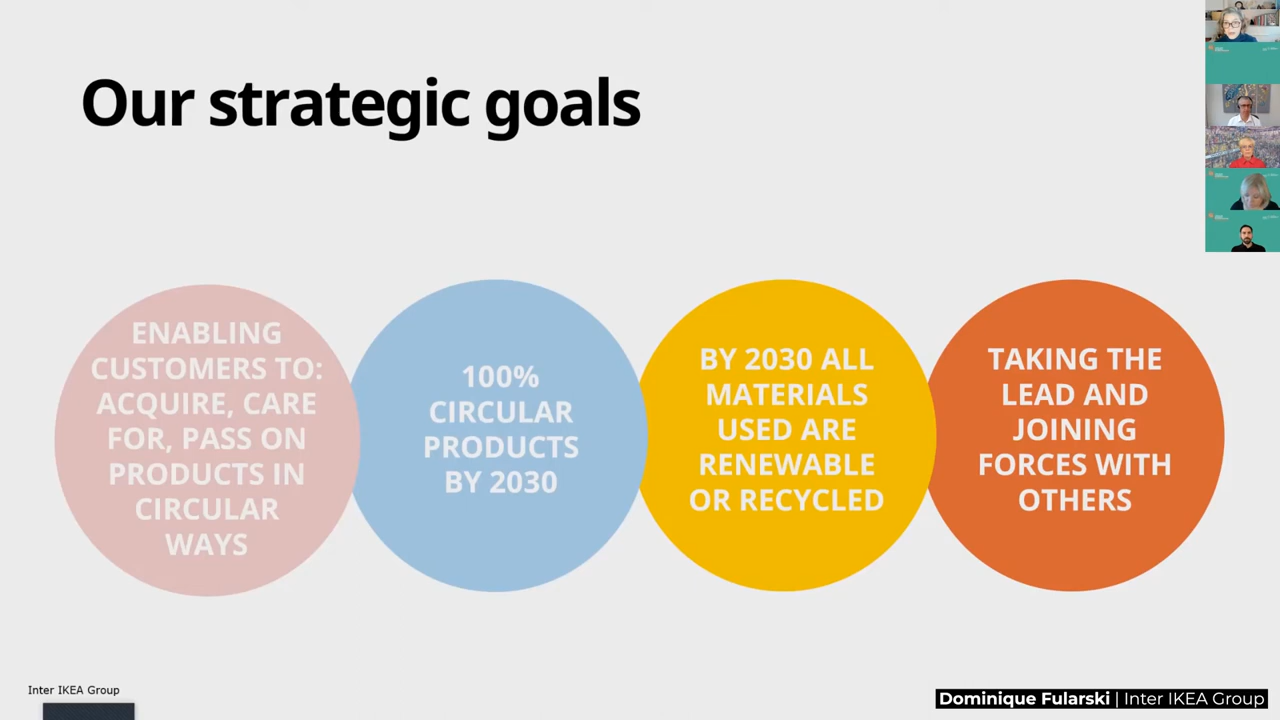 Our strategic goals
ENABLING
CUSTOMERS TO:
ACQUIRE, CARE
FOR, PASS ON
PRODUCTS IN
CIRCULAR
WAYS
100%
CIRCULAR
PRODUCTS
BY 2030
BY 2030 ALL
MATERIALS
USED ARE
RENEWABLE
OR RECYCLED
TAKING THE
LEAD AND
JOINING
FORCES WITH
OTHERS
Inter IKEA Group
Dominique Fularski | Inter IKEA Group